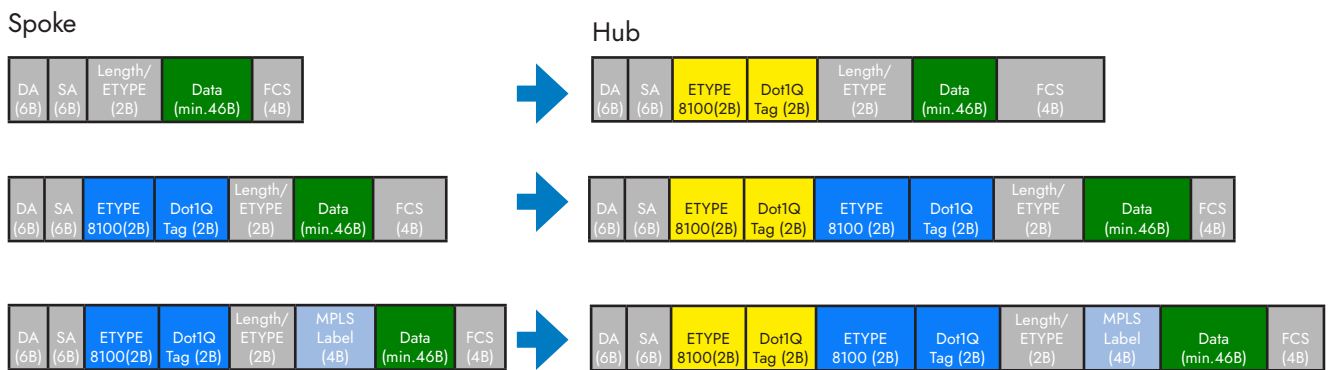 Spoke
Hub
DA (6B) SA (6B) Length/ ETYPE (2B) Data (min.46B) FCS (4B)
DA (6B) SA (6B) ETYPE 8100(2B) Dot1Q Tag (2B) Length/ ETYPE (2B) Data (min.46B) FCS (4B)
DA (6B) SA (6B) ETYPE 8100(2B) Dot1Q Tag (2B) Length/ ETYPE (2B) Data (min.46B) FCS (4B)
DA (6B) SA (6B) ETYPE 8100(2B) Dot1Q Tag (2B) ETYPE 8100 (2B) Dot1Q Tag (2B) Length/ ETYPE (2B) Data (min.46B) FCS (4B)
DA (6B) SA (6B) ETYPE 8100(2B) Dot1Q Tag (2B) Length/ ETYPE (2B) MPLS Label (4B) Data (min.46B) FCS (4B)
DA (6B) SA (6B) ETYPE 8100(2B) Dot1Q Tag (2B) ETYPE 8100 (2B) Dot1Q Tag (2B) Length/ ETYPE (2B) MPLS Label (4B) Data (min.46B) FCS (4B)